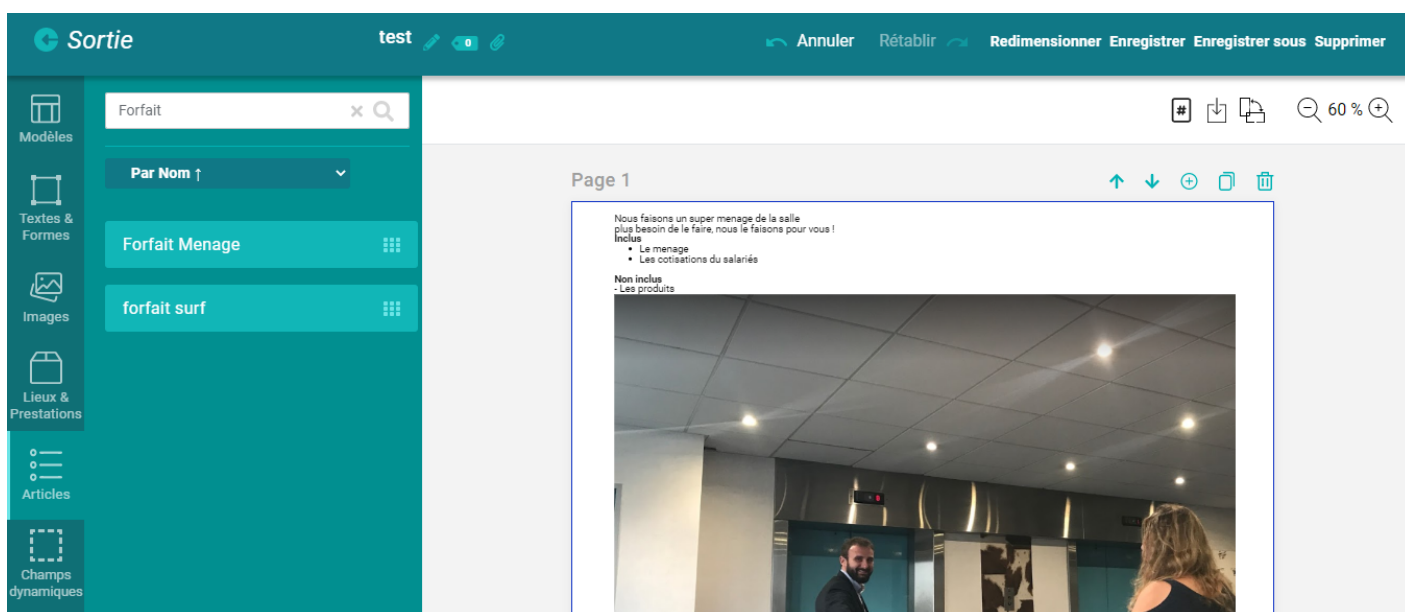 Sortie
test
0
Annuler
Rétablir
Redimensionner Enregistrer Enregistrer sous Supprimer
Modèles
Textes &
Formes
Images
Lieux &
Prestations
Articles
Champs
dynamiques
Forfait
Par Nom ↑
Forfait Menage
forfait surf
#
60 %
Page 1
Nous faisons un super menage de la salle
plus besoin de le faire, nous le faisons pour vous !
Inclus
• Le menage
• Les cotisations du salariés
Non inclus
- Les produits